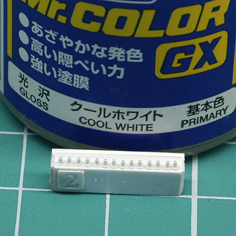 Mr.COLOR
GX
●あざやかな発色
●高い隠ぺい力
●強い塗膜
光沢
GLOSS
クールホワイト
COOL WHITE
基本色
PRIMARY